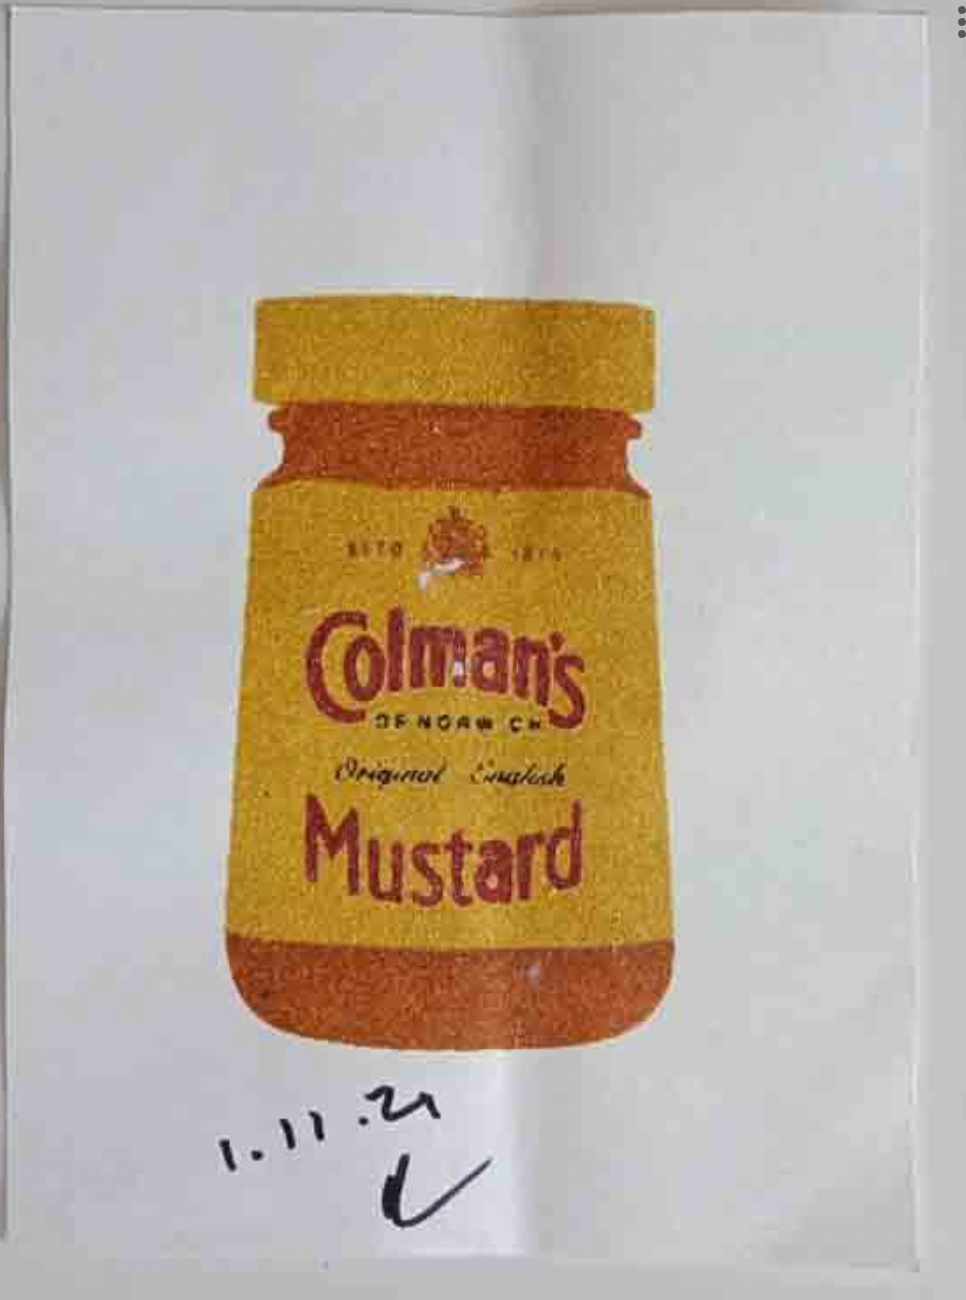 ESTD 1814
Colman's
OF NORWICH
Original English
Mustard
1.11.21